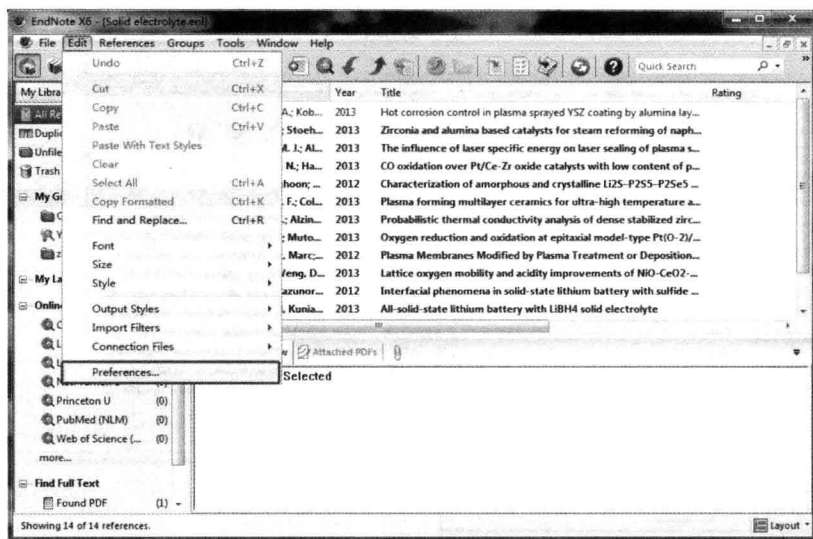 EndNote X6 - [Solid electrolyte.enl]
File Edit References Groups Tools Window Help
Undo Ctrl+Z
Cut Ctrl+X
Copy Ctrl+C
Paste Ctrl+V
Paste With Text Styles
Clear
Select All Ctrl+A
Copy Formatted Ctrl+K
Find and Replace... Ctrl+R
Font
Size
Style
Output Styles
Import Filters
Connection Files
Preferences...
Quick Search
My Libra
All Re
Duplic
Unfile
Trash
My G
My La
Onlin
Princeton U (0)
PubMed (NLM) (0)
Web of Science (... (0)
more...
Find Full Text
Found PDF (1)
Year Title Rating
A.; Kob... 2013 Hot corrosion control in plasma sprayed YSZ coating by alumina lay...
; Stoeh... 2013 Zirconia and alumina based catalysts for steam reforming of naph...
J.; AL... 2013 The influence of laser specific energy on laser sealing of plasma s...
N.; Ha... 2013 CO oxidation over Pt/Ce-Zr oxide catalysts with low content of p...
hoon; ... 2012 Characterization of amorphous and crystalline Li2S–P2S5–P2Se5 ...
F.; Col... 2013 Plasma forming multilayer ceramics for ultra-high temperature a...
.; Alzin... 2013 Probabilistic thermal conductivity analysis of dense stabilized zirc...
; Muto... 2013 Oxygen reduction and oxidation at epitaxial model-type Pt(O-2)/...
, Marc;... 2012 Plasma Membranes Modified by Plasma Treatment or Deposition...
feng, D... 2013 Lattice oxygen mobility and acidity improvements of NiO-CeO2-...
azunor... 2012 Interfacial phenomena in solid-state lithium battery with sulfide ...
, Kunia... 2013 All-solid-state lithium battery with LiBH4 solid electrolyte
Attached PDFs
Selected
Showing 14 of 14 references.
Layout